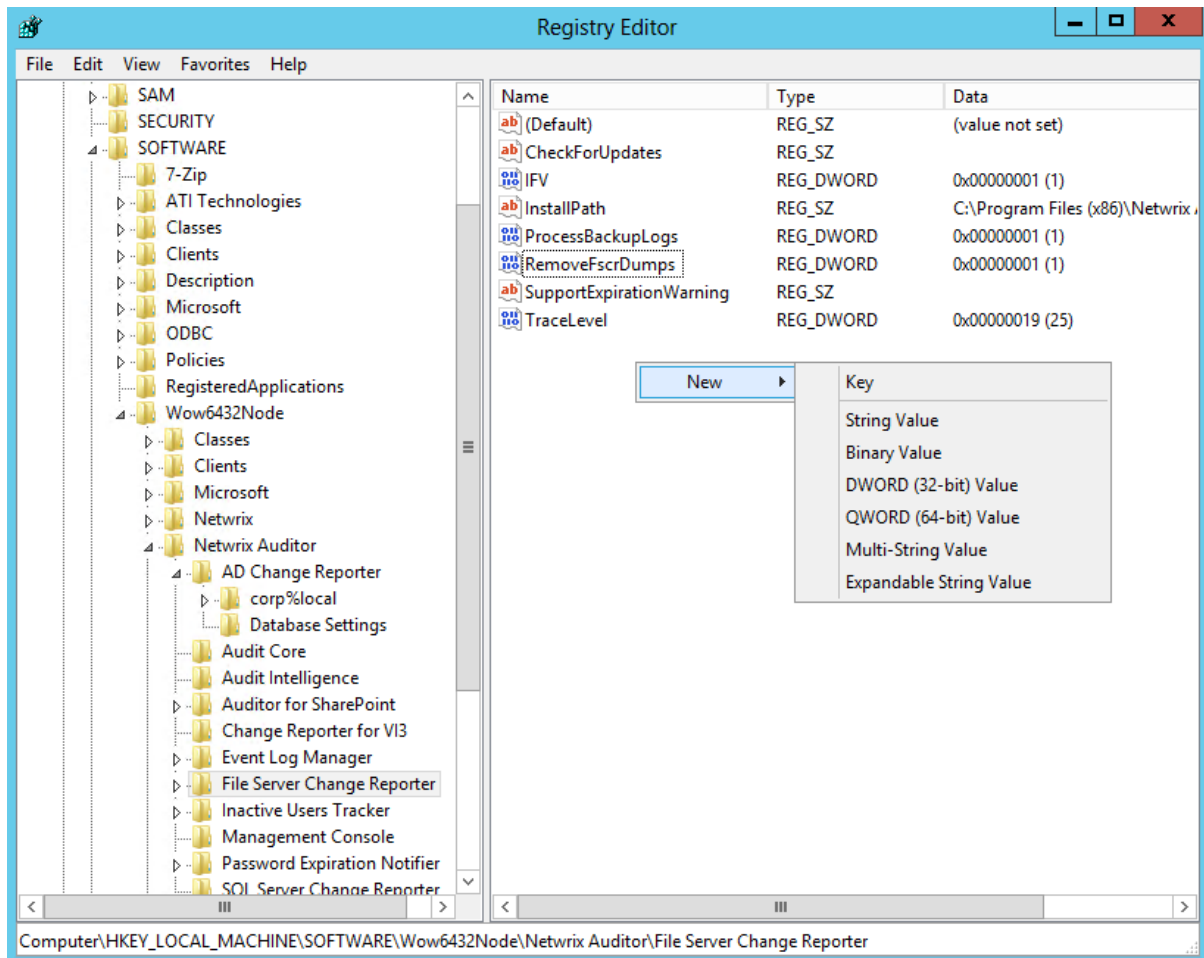 Registry Editor
File Edit View Favorites Help
SAM
SECURITY
SOFTWARE
7-Zip
ATI Technologies
Classes
Clients
Description
Microsoft
ODBC
Policies
RegisteredApplications
Wow6432Node
Classes
Clients
Microsoft
Netwrix
Netwrix Auditor
AD Change Reporter
corp%local
Database Settings
Audit Core
Audit Intelligence
Auditor for SharePoint
Change Reporter for VI3
Event Log Manager
File Server Change Reporter
Inactive Users Tracker
Management Console
Password Expiration Notifier
SQL Server Change Reporter
Name Type Data
(Default) REG_SZ (value not set)
CheckForUpdates REG_SZ
IFV REG_DWORD 0x00000001 (1)
InstallPath REG_SZ C:\Program Files (x86)\Netwrix
ProcessBackupLogs REG_DWORD 0x00000001 (1)
RemoveFscrDumps REG_DWORD 0x00000001 (1)
SupportExpirationWarning REG_SZ
TraceLevel REG_DWORD 0x00000019 (25)
New
Key
String Value
Binary Value
DWORD (32-bit) Value
QWORD (64-bit) Value
Multi-String Value
Expandable String Value
Computer\HKEY_LOCAL_MACHINE\SOFTWARE\Wow6432Node\Netwrix Auditor\File Server Change Reporter